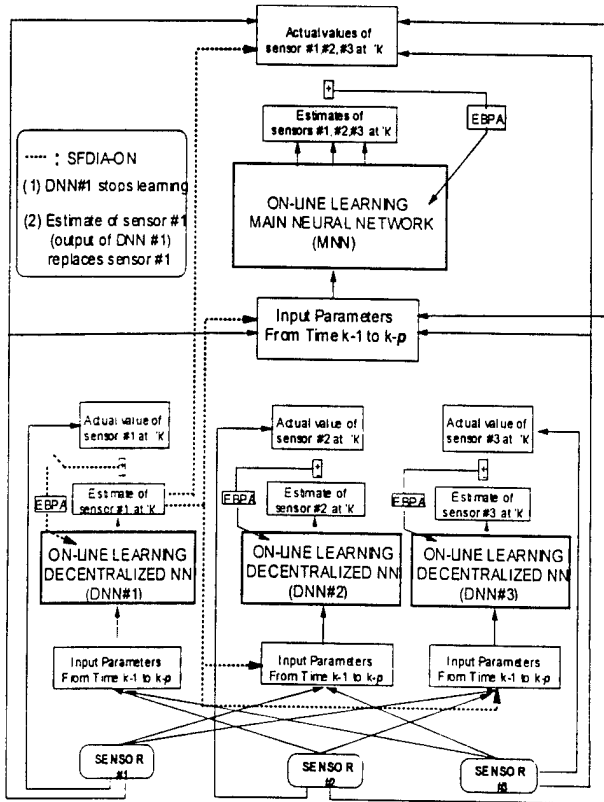 Actual values of
sensor #1,#2,#3 at 'K
+
Estimates of
sensors #1,#2,#3 at 'K
EBPA
: SFDIA-ON
(1) DNN#1 stops learning
(2) Estimate of sensor #1
(output of DNN #1)
replaces sensor #1
ON-LINE LEARNING
MAIN NEURAL NETWORK
(MNN)
Input Parameters
From Time k-1 to k-p
Actual value of
sensor #1 at 'K
Actual value of
sensor #2 at 'K
Actual value of
sensor #3 at 'K
+
+
EBPA
Estimate of
sensor #1 at 'K
EBPA
Estimate of
sensor #2 at 'K
EBPA
Estimate of
sensor #3 at 'K
ON-LINE LEARNING
DECENTRALIZED NN
(DNN#1)
ON-LINE LEARNING
DECENTRALIZED NN
(DNN#2)
ON-LINE LEARNING
DECENTRALIZED NN
(DNN#3)
Input Parameters
From Time k-1 to k-p
Input Parameters
From Time k-1 to k-p
Input Parameters
From Time k-1 to k-p
SENSOR
#1
SENSOR
#2
SENSOR
#3